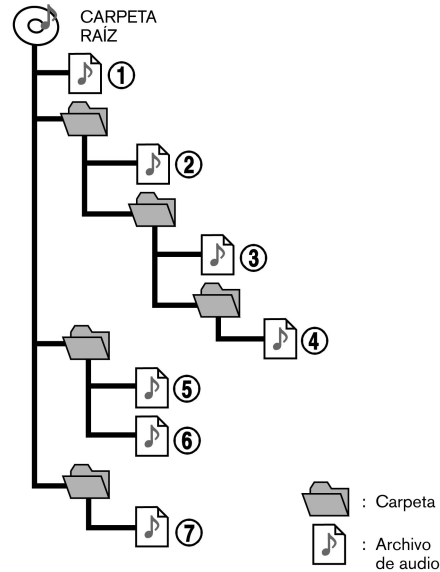 CARPETA
RAÍZ
①
②
③
④
⑤
⑥
⑦
: Carpeta
: Archivo
de audio